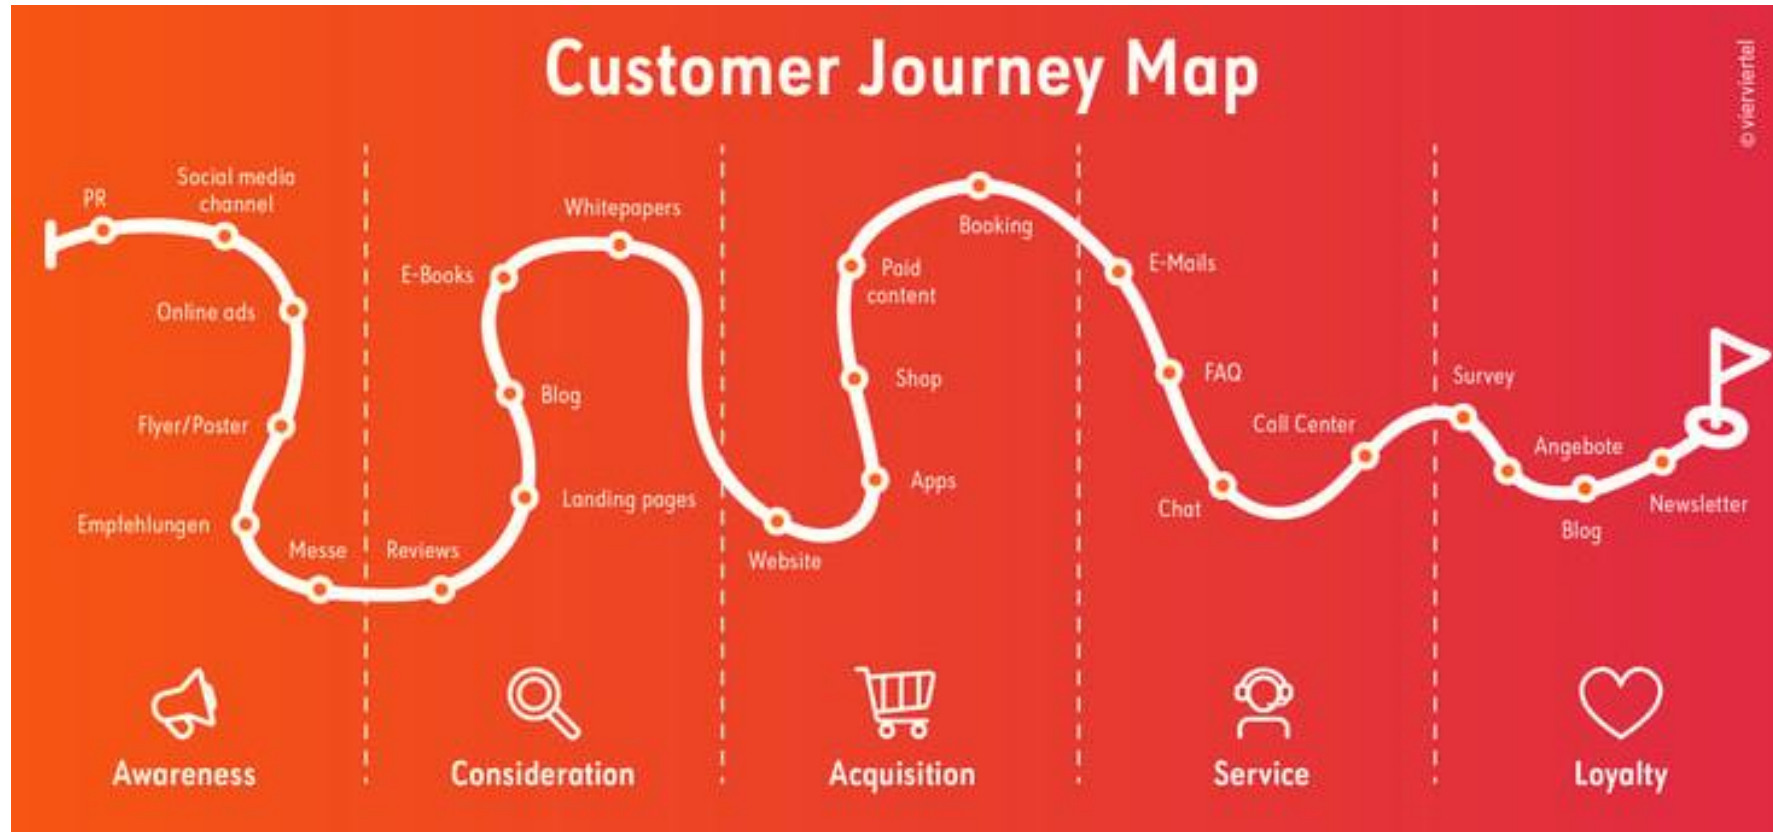 Customer Journey Map
© vierviertel
PR
Social media
channel
Online ads
Flyer/Poster
Empfehlungen
Messe
Reviews
Landing pages
Blog
E-Books
Whitepapers
Website
Apps
Shop
Paid
content
Booking
E-Mails
FAQ
Chat
Call Center
Survey
Angebote
Blog
Newsletter
Awareness
Consideration
Acquisition
Service
Loyalty